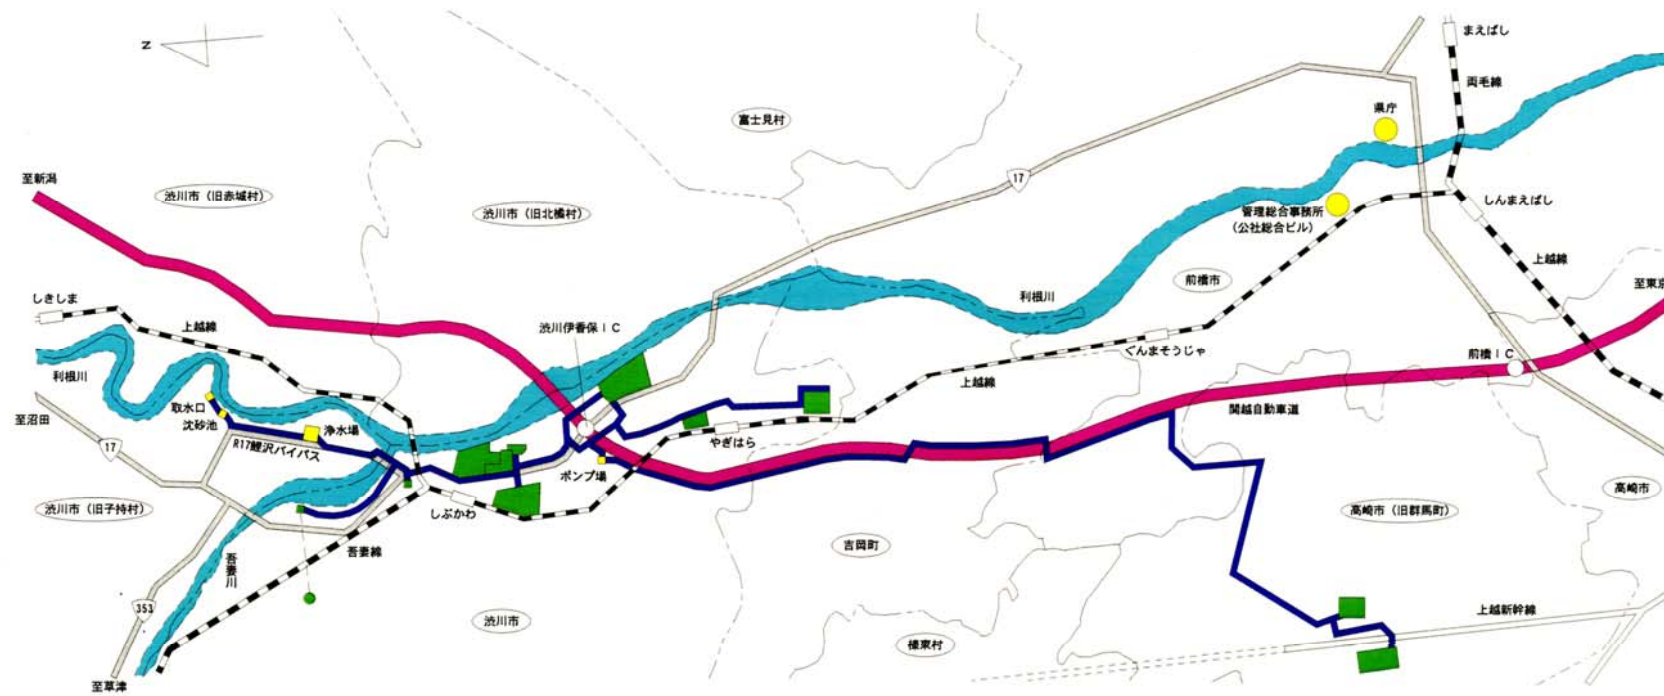 N
まえばし
両毛線
県庁
富士見村
17
至新潟
渋川市（旧赤城村）
渋川市（旧北橘村）
しんまえばし
管理総合事務所
（公社総合ビル）
上越線
前橋市
至東京
しきしま
利根川
上越線
渋川伊香保ＩＣ
ぐんまそうじゃ
前橋ＩＣ
利根川
上越線
取水口
沈砂池
浄水場
関越自動車道
至沼田
17
R17鯉沢バイパス
やぎはら
ポンプ場
高崎市
渋川市（旧子持村）
しぶかわ
高崎市（旧群馬町）
吉岡町
吾妻線
吾妻川
353
渋川市
上越新幹線
榛東村
至草津